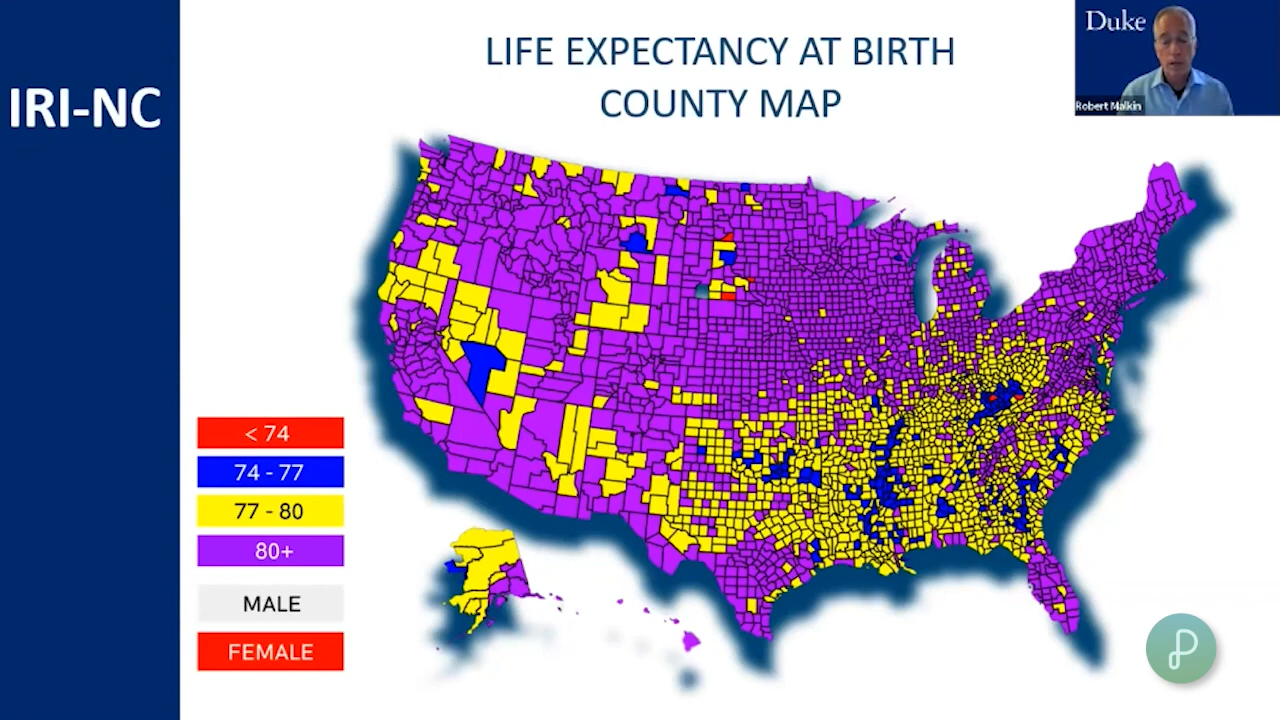 IRI-NC
LIFE EXPECTANCY AT BIRTH
COUNTY MAP
Duke
Robert Malkin
< 74
74 - 77
77 - 80
80+
MALE
FEMALE